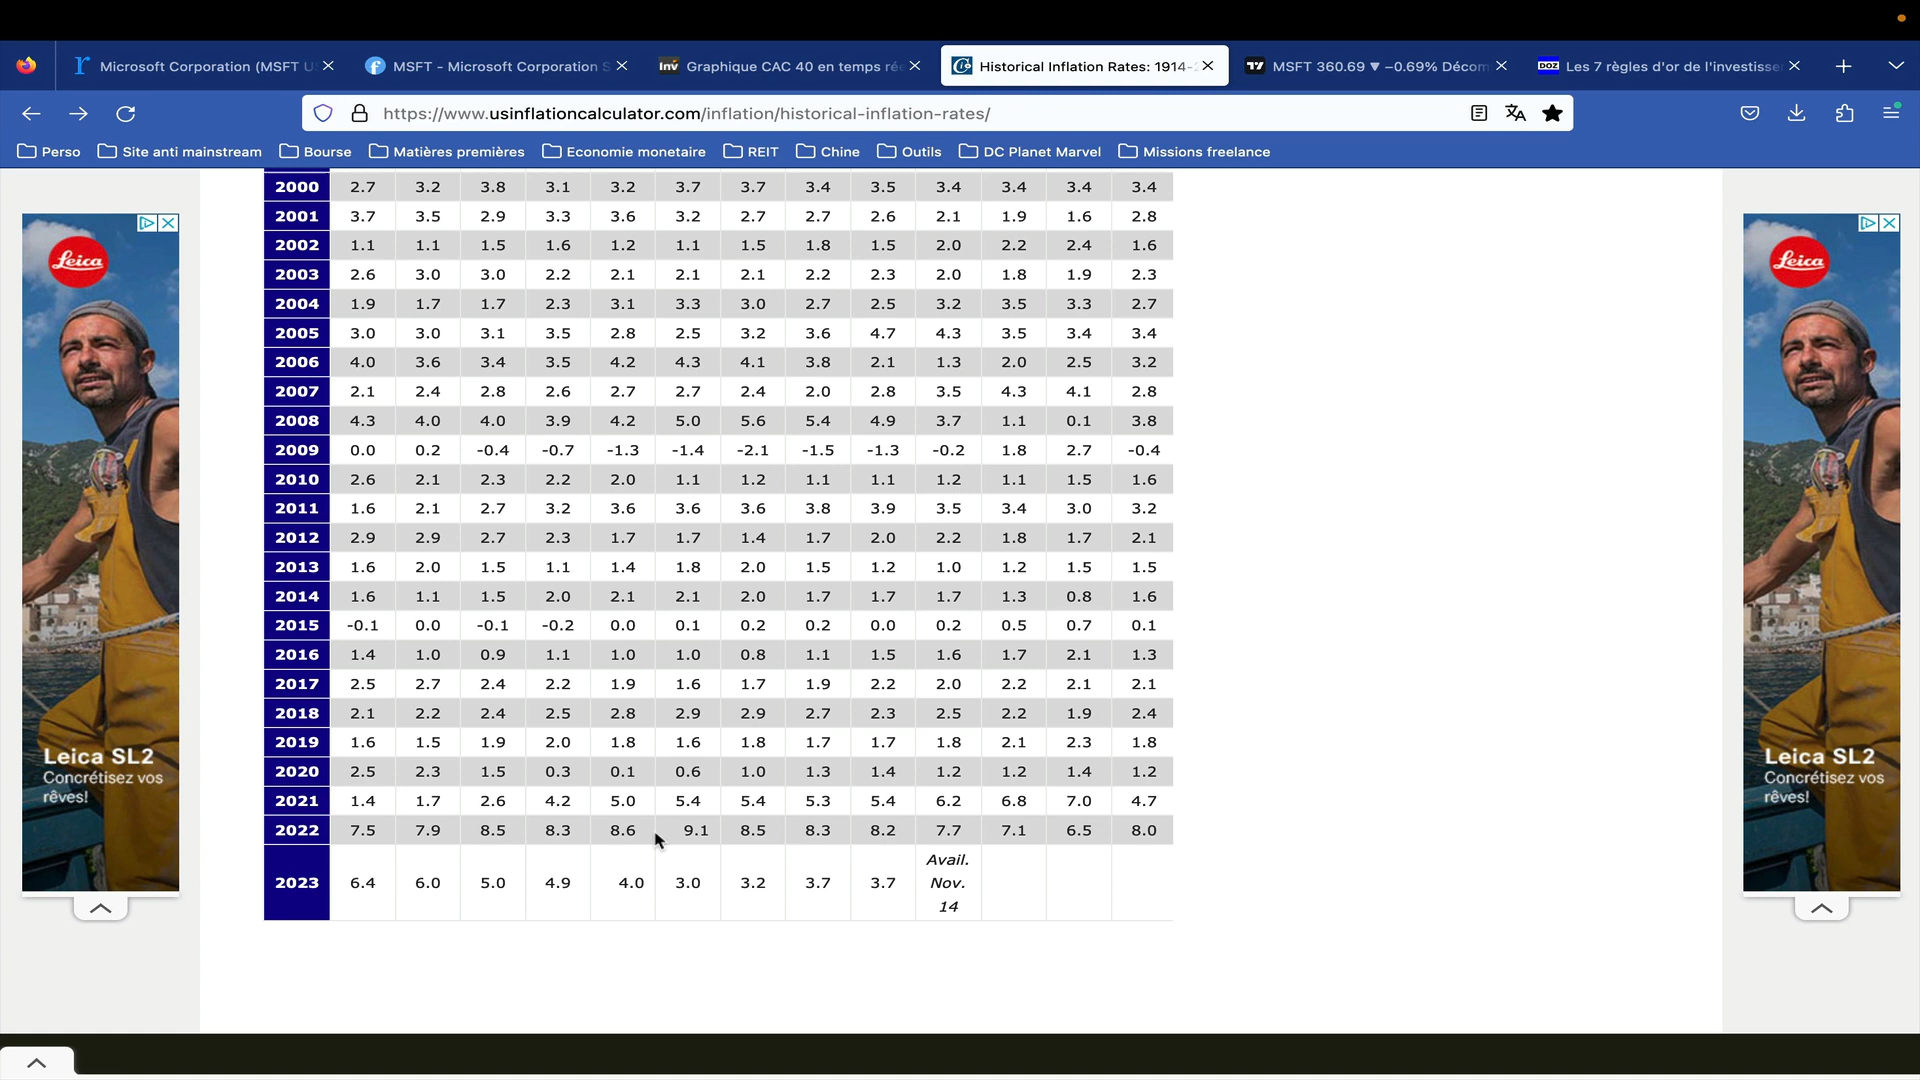 Microsoft Corporation (MSFT U
MSFT - Microsoft Corporation S
Inv Graphique CAC 40 en temps rée
Historical Inflation Rates: 1914-2
MSFT 360.69 ▼ −0.69% Décom
DOZ Les 7 règles d'or de l'investisse
https://www.usinflationcalculator.com/inflation/historical-inflation-rates/
Perso Site anti mainstream Bourse Matières premières Economie monetaire REIT Chine Outils DC Planet Marvel Missions freelance
2000 2.7 3.2 3.8 3.1 3.2 3.7 3.7 3.4 3.5 3.4 3.4 3.4 3.4
2001 3.7 3.5 2.9 3.3 3.6 3.2 2.7 2.7 2.6 2.1 1.9 1.6 2.8
2002 1.1 1.1 1.5 1.6 1.2 1.1 1.5 1.8 1.5 2.0 2.2 2.4 1.6
2003 2.6 3.0 3.0 2.2 2.1 2.1 2.1 2.2 2.3 2.0 1.8 1.9 2.3
2004 1.9 1.7 1.7 2.3 3.1 3.3 3.0 2.7 2.5 3.2 3.5 3.3 2.7
2005 3.0 3.0 3.1 3.5 2.8 2.5 3.2 3.6 4.7 4.3 3.5 3.4 3.4
2006 4.0 3.6 3.4 3.5 4.2 4.3 4.1 3.8 2.1 1.3 2.0 2.5 3.2
2007 2.1 2.4 2.8 2.6 2.7 2.7 2.4 2.0 2.8 3.5 4.3 4.1 2.8
2008 4.3 4.0 4.0 3.9 4.2 5.0 5.6 5.4 4.9 3.7 1.1 0.1 3.8
2009 0.0 0.2 -0.4 -0.7 -1.3 -1.4 -2.1 -1.5 -1.3 -0.2 1.8 2.7 -0.4
2010 2.6 2.1 2.3 2.2 2.0 1.1 1.2 1.1 1.1 1.2 1.1 1.5 1.6
2011 1.6 2.1 2.7 3.2 3.6 3.6 3.6 3.8 3.9 3.5 3.4 3.0 3.2
2012 2.9 2.9 2.7 2.3 1.7 1.7 1.4 1.7 2.0 2.2 1.8 1.7 2.1
2013 1.6 2.0 1.5 1.1 1.4 1.8 2.0 1.5 1.2 1.0 1.2 1.5 1.5
2014 1.6 1.1 1.5 2.0 2.1 2.1 2.0 1.7 1.7 1.7 1.3 0.8 1.6
2015 -0.1 0.0 -0.1 -0.2 0.0 0.1 0.2 0.2 0.0 0.2 0.5 0.7 0.1
2016 1.4 1.0 0.9 1.1 1.0 1.0 0.8 1.1 1.5 1.6 1.7 2.1 1.3
2017 2.5 2.7 2.4 2.2 1.9 1.6 1.7 1.9 2.2 2.0 2.2 2.1 2.1
2018 2.1 2.2 2.4 2.5 2.8 2.9 2.9 2.7 2.3 2.5 2.2 1.9 2.4
2019 1.6 1.5 1.9 2.0 1.8 1.6 1.8 1.7 1.7 1.8 2.1 2.3 1.8
2020 2.5 2.3 1.5 0.3 0.1 0.6 1.0 1.3 1.4 1.2 1.2 1.4 1.2
2021 1.4 1.7 2.6 4.2 5.0 5.4 5.4 5.3 5.4 6.2 6.8 7.0 4.7
2022 7.5 7.9 8.5 8.3 8.6 9.1 8.5 8.3 8.2 7.7 7.1 6.5 8.0
2023 6.4 6.0 5.0 4.9 4.0 3.0 3.2 3.7 3.7 Avail.
Nov.
14
Leica
Leica SL2
Concrétisez vos
rêves!
Leica
Leica SL2
Concrétisez vos
rêves!